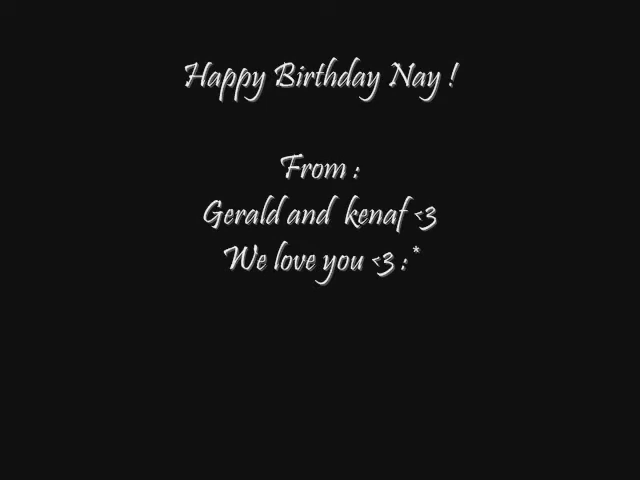 Happy Birthday Nay !
From :
Gerald and kenaf <3
We love you <3 :*